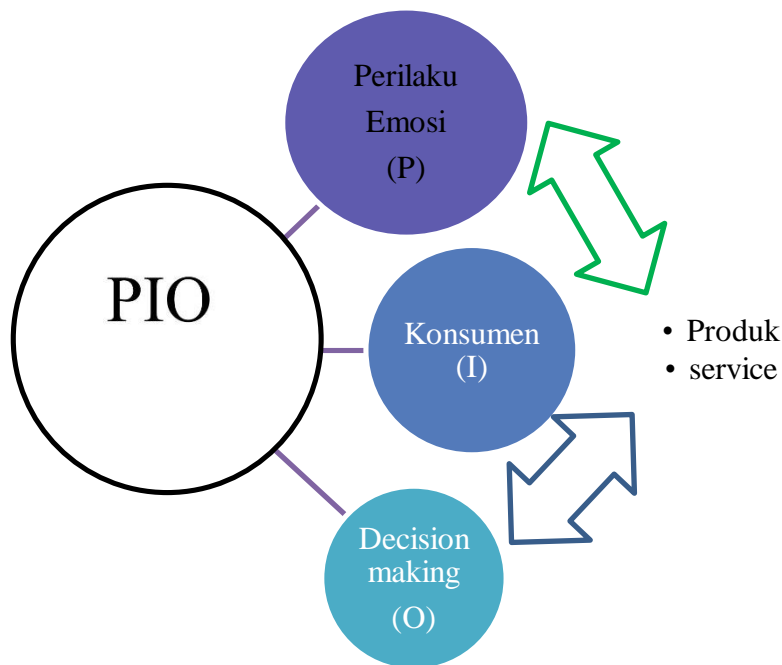 Perilaku
Emosi
(P)
PIO
Konsumen
(I)
• Produk
• service
Decision
making
(O)